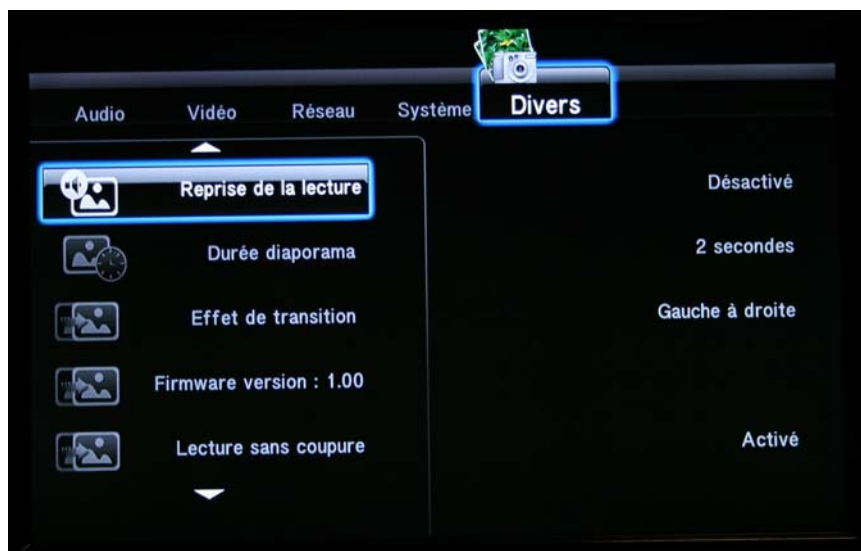 Audio Vidéo Réseau Système Divers
Reprise de la lecture Désactivé
Durée diaporama 2 secondes
Effet de transition Gauche à droite
Firmware version : 1.00
Lecture sans coupure Activé